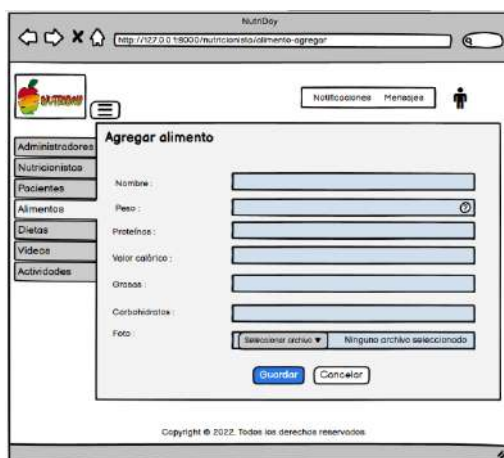 NutriDay
http://127.0.0.1:8000/nutricionista/alimento-agregar
NUTRIDAY
Notificaciones Mensajes
Administradores
Nutricionistas
Pacientes
Alimentos
Dietas
Videos
Actividades
Agregar alimento
Nombre :
Peso :
Proteínas :
Valor calórico :
Grasas :
Carbohidratos :
Foto :
Seleccionar archivo ▼ Ninguno archivo seleccionado
Guardar Cancelar
Copyright © 2022. Todos los derechos reservados.